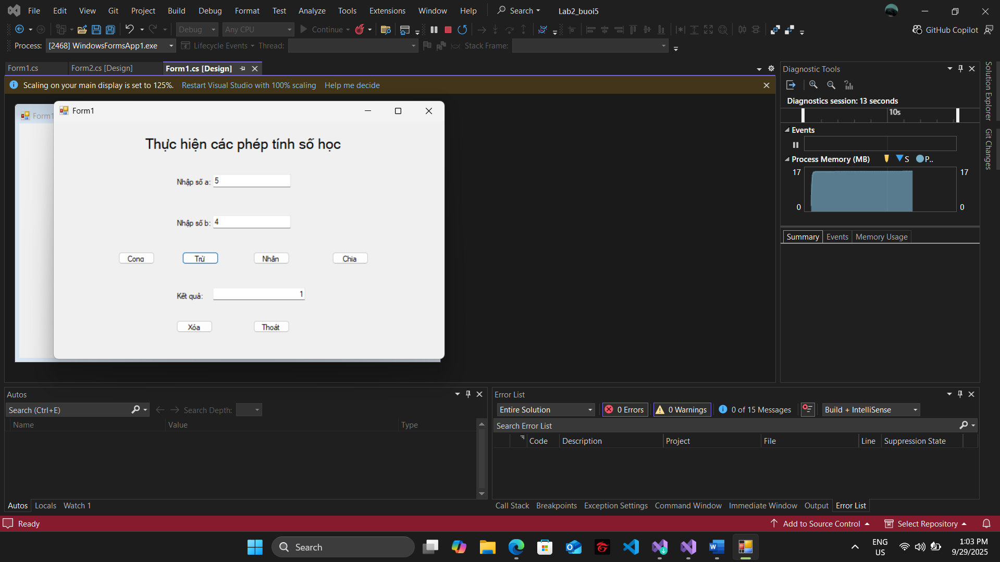 File Edit View Git Project Build Debug Format Test Analyze Tools Extensions Window Help Search Lab2_buoi5
Debug Any CPU Continue GitHub Copilot
Process: [2468] WindowsFormsApp1.exe Lifecycle Events Thread: Stack Frame:
Form1.cs Form2.cs [Design] Form1.cs [Design]
Scaling on your main display is set to 125%. Restart Visual Studio with 100% scaling Help me decide
Form1
Form1
Thực hiện các phép tính số học
Nhập số a: 5
Nhập số b: 4
Cong Trừ Nhân Chia
Kết quả: 1
Xóa Thoát
Diagnostic Tools
Diagnostics session: 13 seconds
10s
Events
Process Memory (MB) S P..
17 17
0 0
Summary Events Memory Usage
Solution Explorer
Git Changes
Autos
Search (Ctrl+E) Search Depth:
Name Value Type
Autos Locals Watch 1
Error List
Entire Solution 0 Errors 0 Warnings 0 of 15 Messages Build + IntelliSense
Search Error List
Code Description Project File Line Suppression State
Call Stack Breakpoints Exception Settings Command Window Immediate Window Output Error List
Ready Add to Source Control Select Repository
Search
ENG
US
1:03 PM
9/29/2025